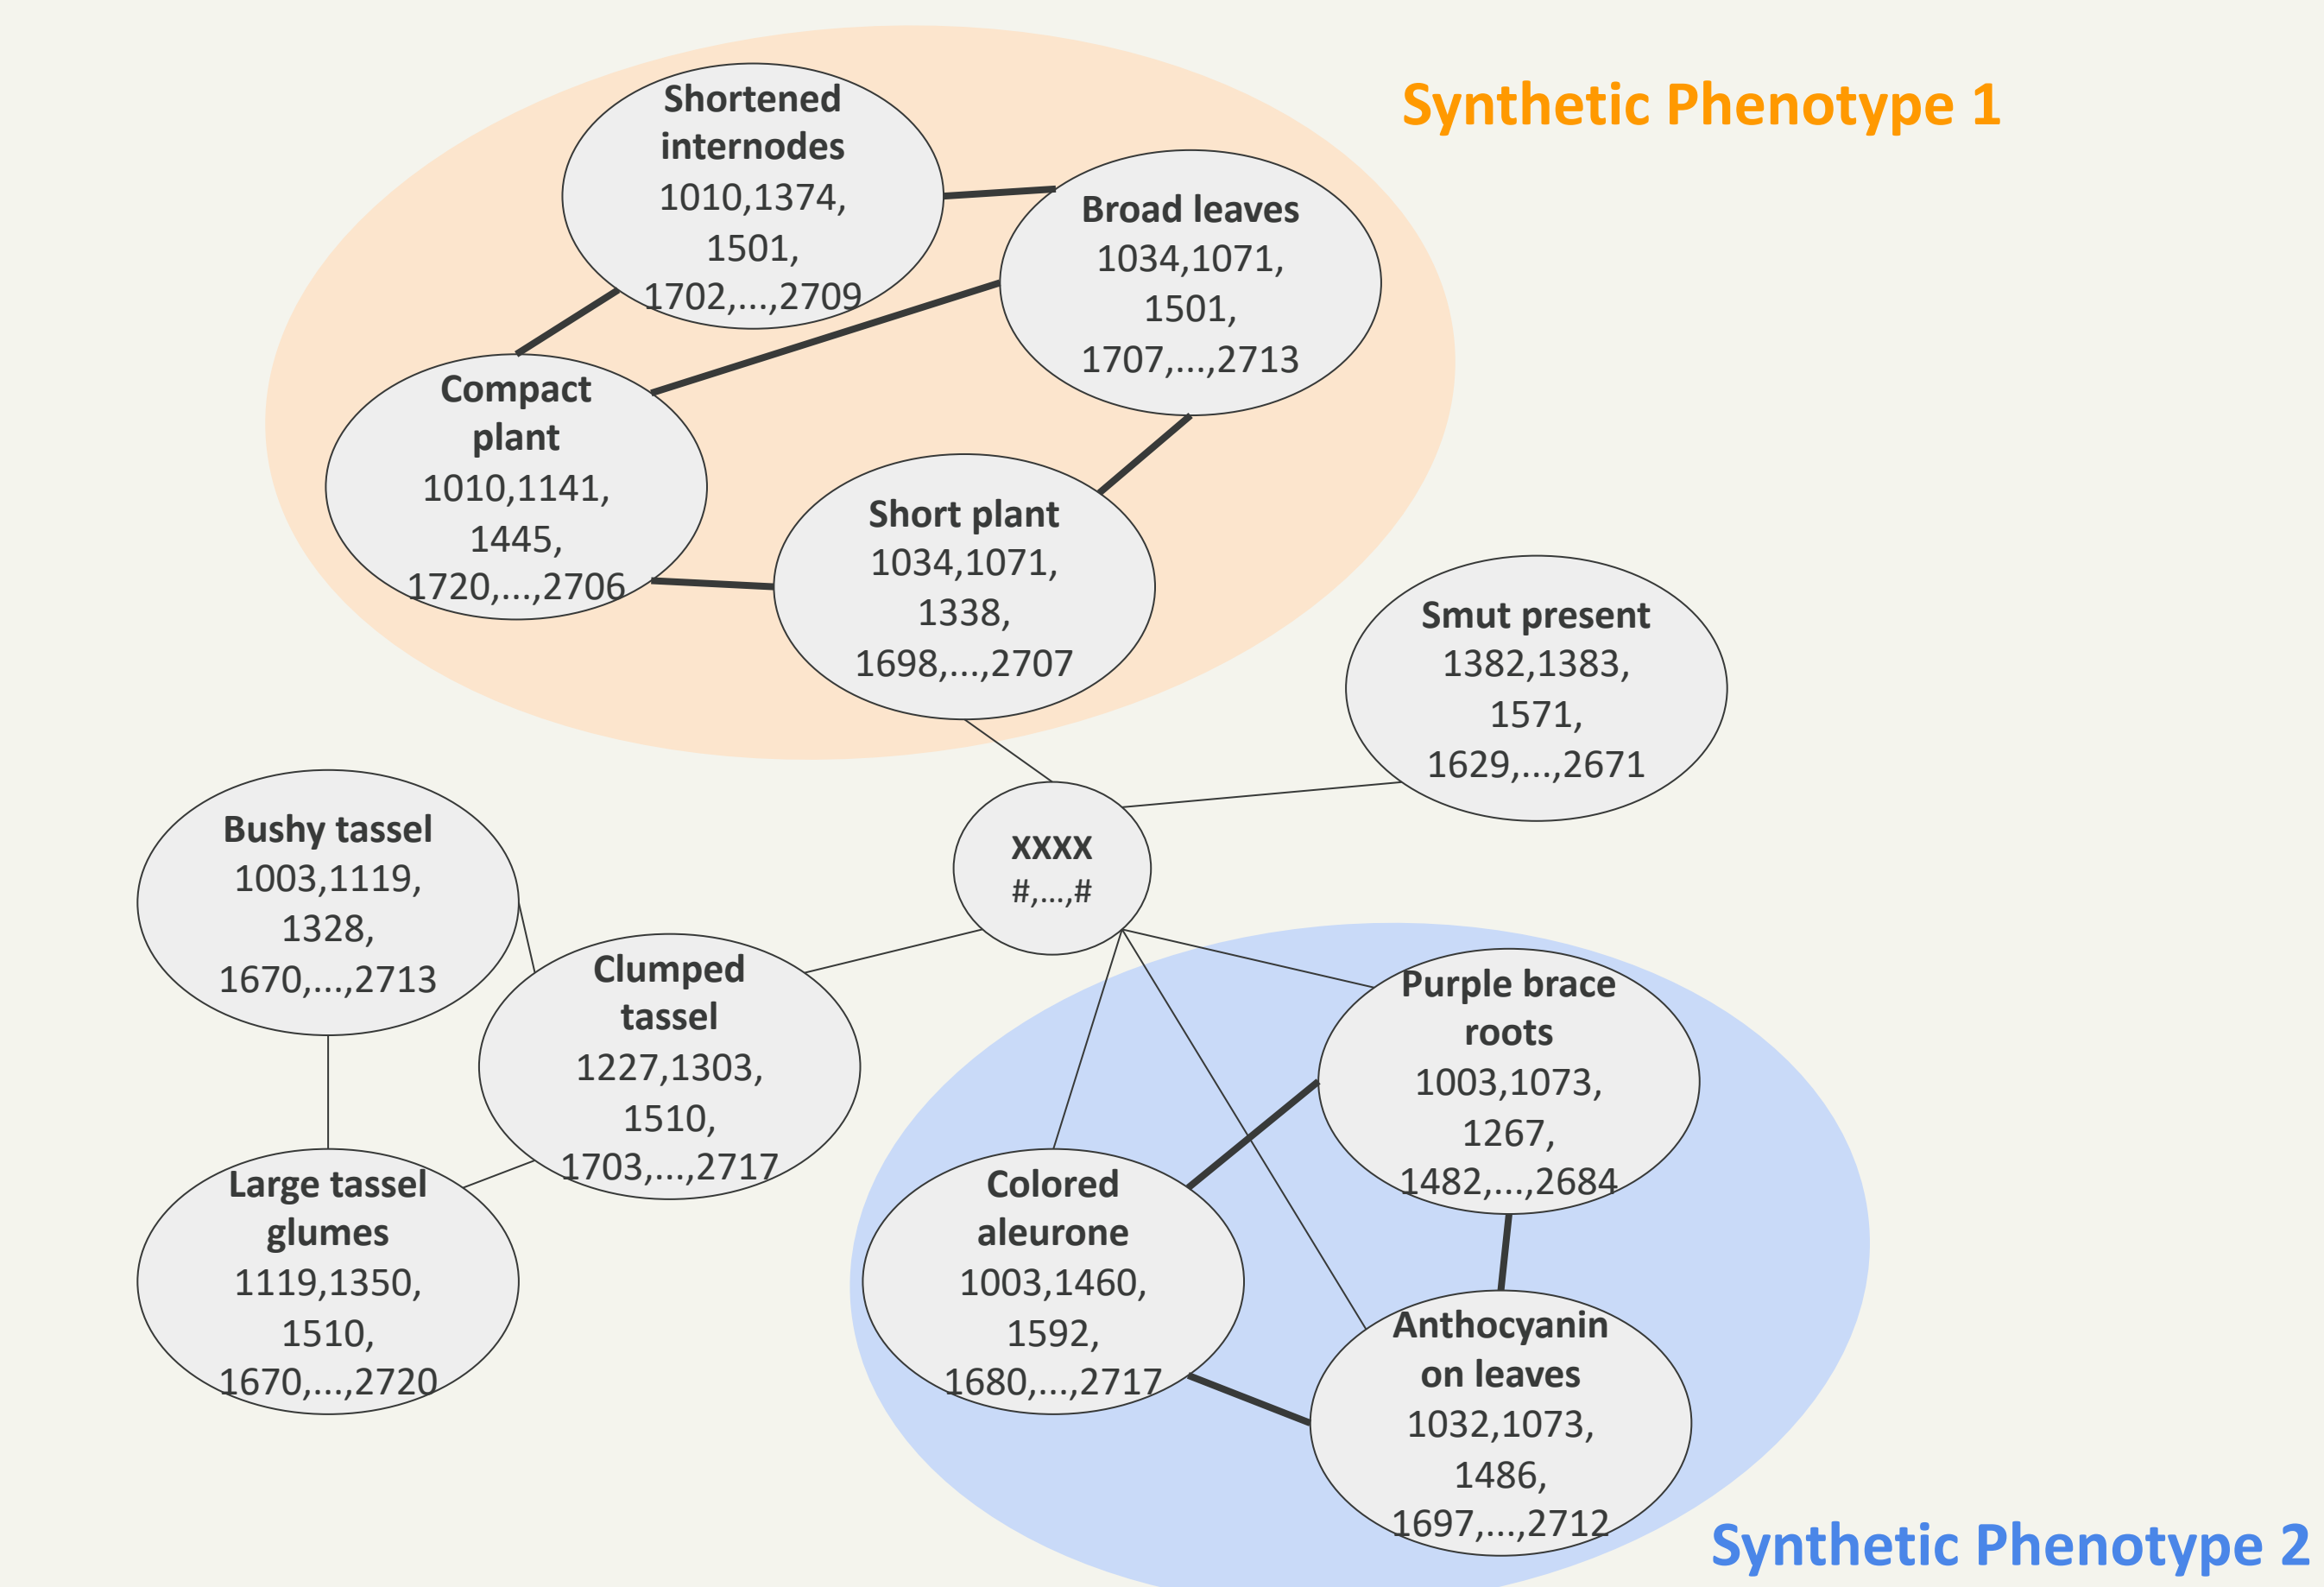 Synthetic Phenotype 1
Shortened
internodes
1010,1374,
1501,
1702,...,2709
Broad leaves
1034,1071,
1501,
1707,...,2713
Compact
plant
1010,1141,
1445,
1720,...,2706
Short plant
1034,1071,
1338,
1698,...,2707
Smut present
1382,1383,
1571,
1629,...,2671
Bushy tassel
1003,1119,
1328,
1670,...,2713
XXXX
#,...,#
Clumped
tassel
1227,1303,
1510,
1703,...,2717
Purple brace
roots
1003,1073,
1267,
1482,...,2684
Large tassel
glumes
1119,1350,
1510,
1670,...,2720
Colored
aleurone
1003,1460,
1592,
1680,...,2717
Anthocyanin
on leaves
1032,1073,
1486,
1697,...,2712
Synthetic Phenotype 2